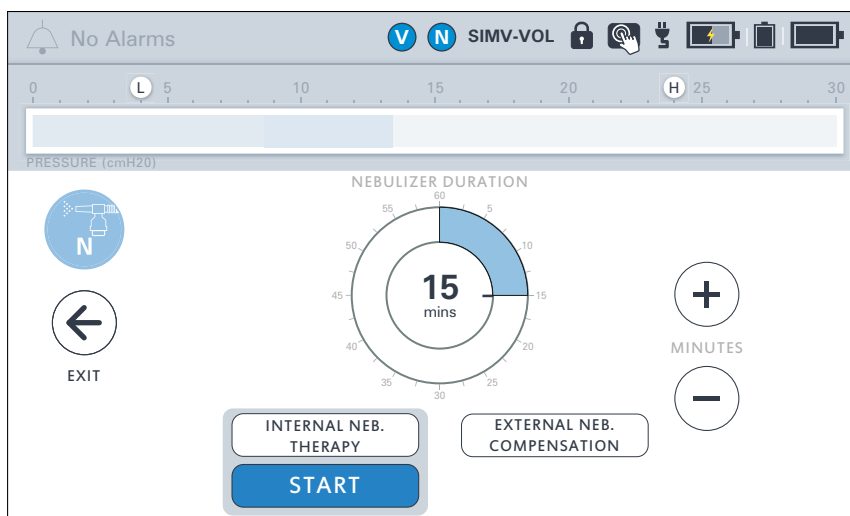 No Alarms
V N SIMV-VOL
0 L 5 10 15 20 H 25 30
PRESSURE (cmH20)
NEBULIZER DURATION
60
55 5
50 10
45 15
40 20
35 25
30
15
mins
N
EXIT
+
MINUTES
−
INTERNAL NEB.
THERAPY
START
EXTERNAL NEB.
COMPENSATION